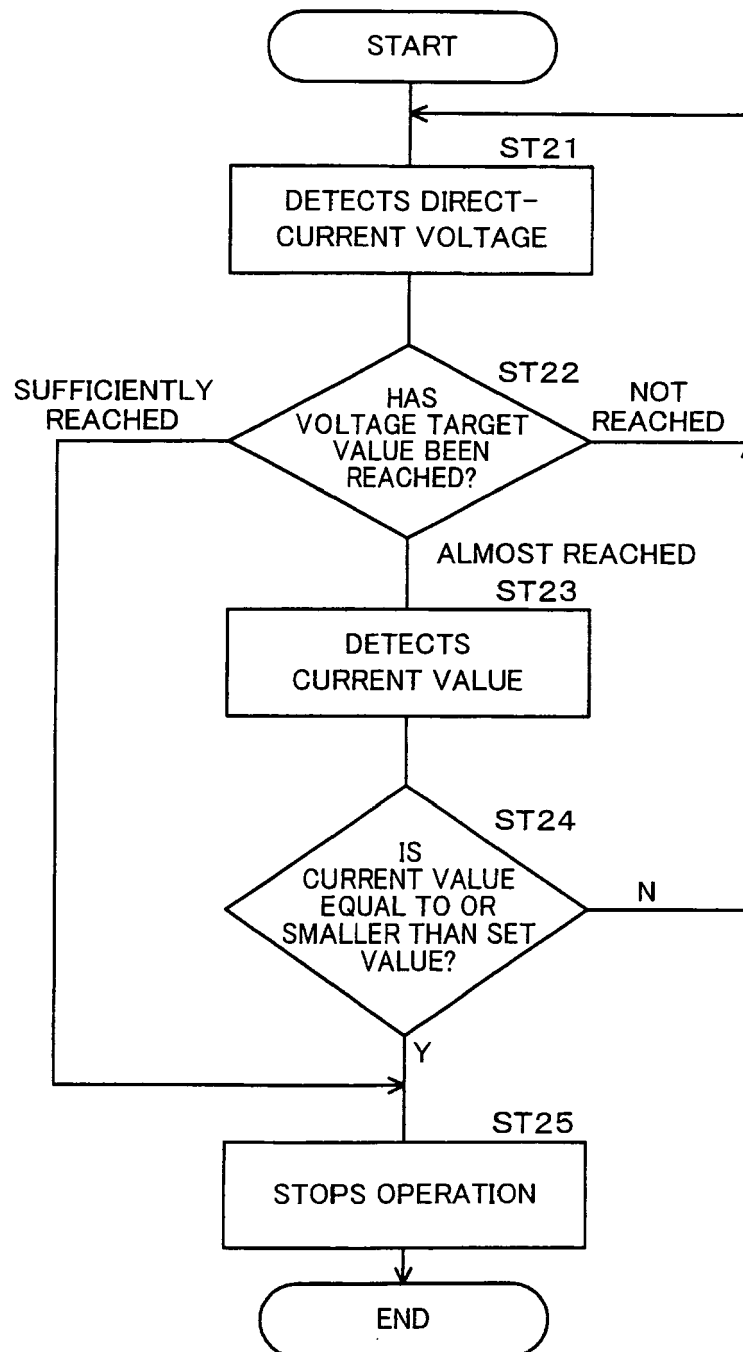 START
ST21
DETECTS DIRECT-
CURRENT VOLTAGE
ST22
SUFFICIENTLY
REACHED
HAS
VOLTAGE TARGET
VALUE BEEN
REACHED?
NOT
REACHED
ALMOST REACHED
ST23
DETECTS
CURRENT VALUE
ST24
IS
CURRENT VALUE
EQUAL TO OR
SMALLER THAN SET
VALUE?
N
Y
ST25
STOPS OPERATION
END